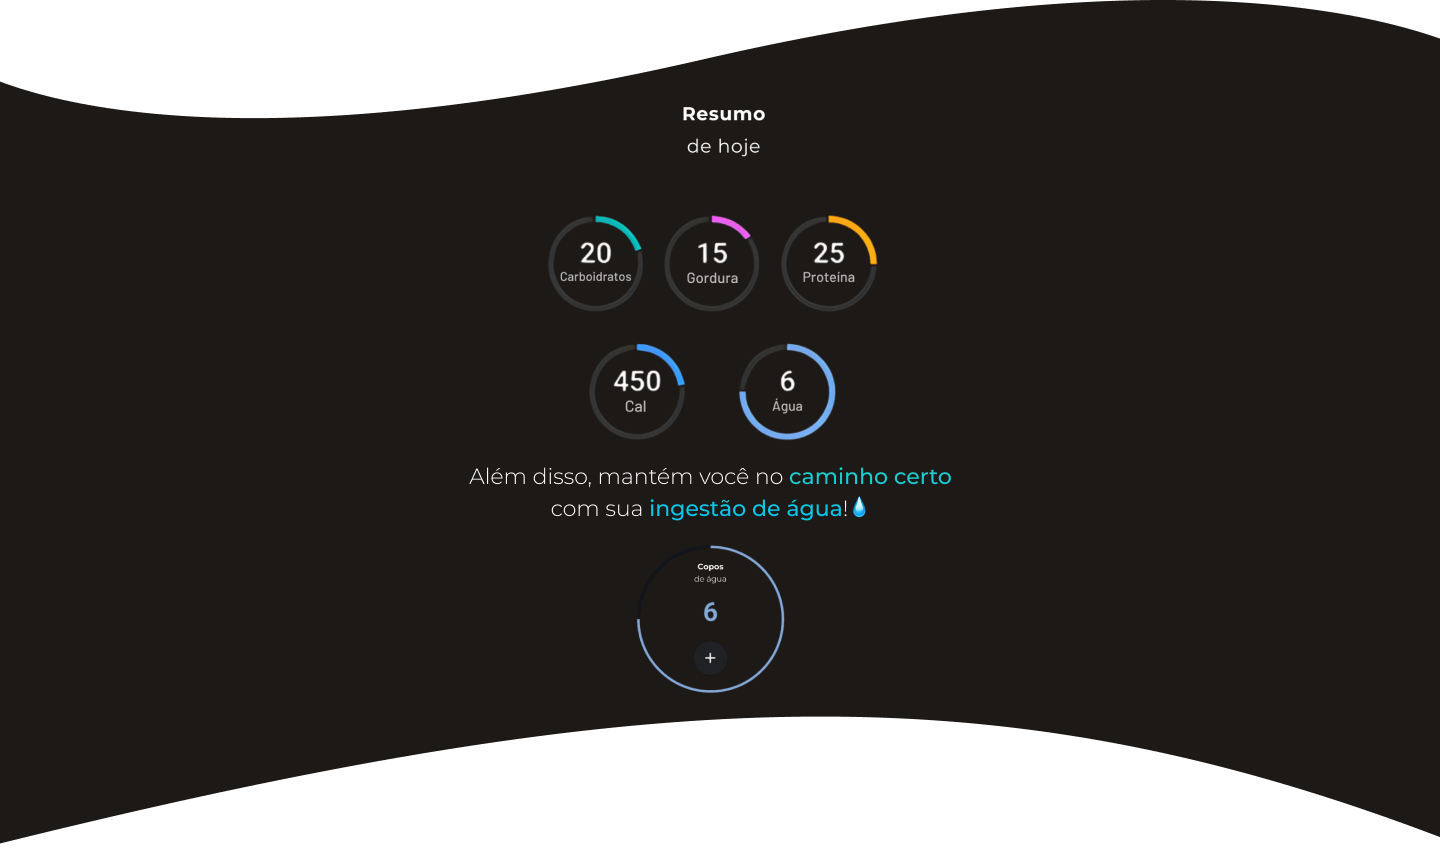 Resumo
de hoje
20
Carboidratos
15
Gordura
25
Proteína
450
Cal
6
Água
Além disso, mantém você no caminho certo
com sua ingestão de água!💧
Copos
de água
6
+